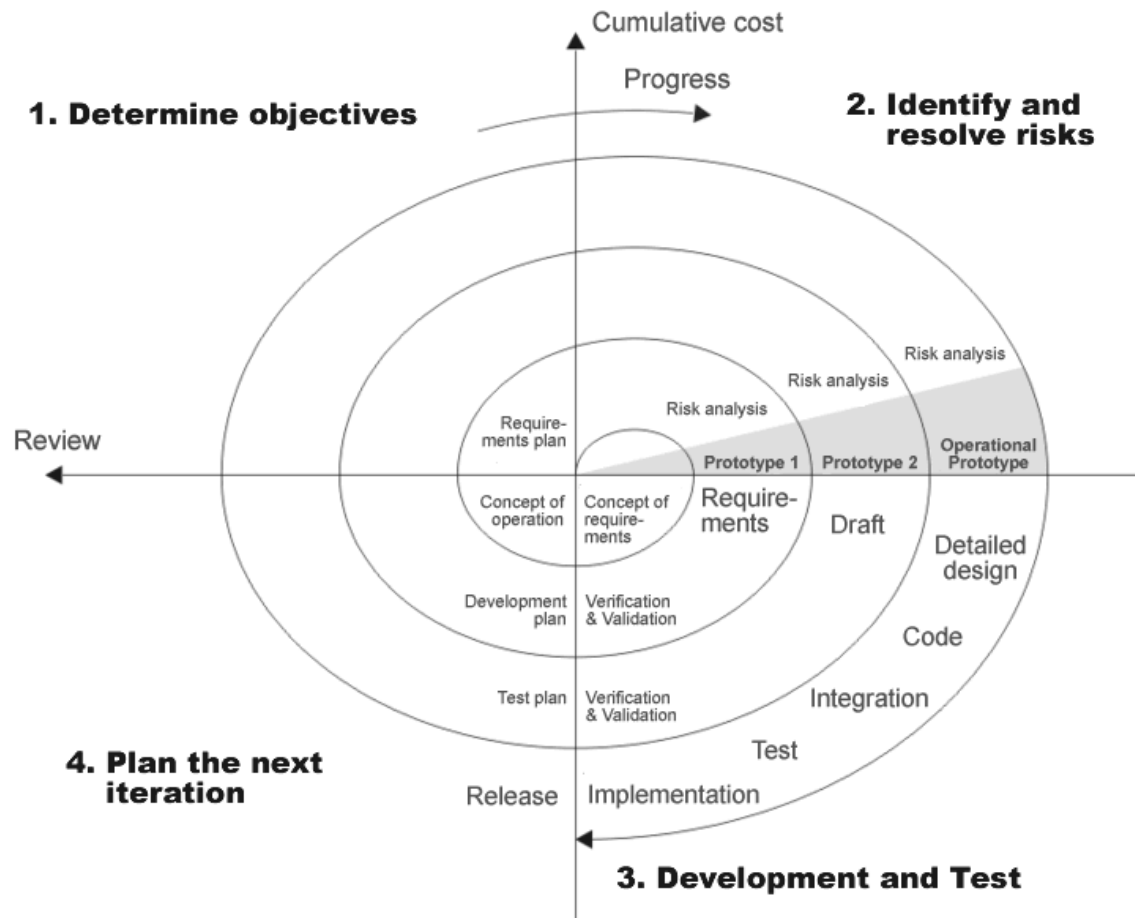 Cumulative cost
Progress
1. Determine objectives
2. Identify and
resolve risks
Risk analysis
Risk analysis
Risk analysis
Require-
ments plan
Review
Prototype 1
Prototype 2
Operational
Prototype
Concept of
operation
Concept of
require-
ments
Require-
ments
Draft
Detailed
design
Development
plan
Verification
& Validation
Code
Test plan
Verification
& Validation
Integration
Test
4. Plan the next
iteration
Release
Implementation
3. Development and Test